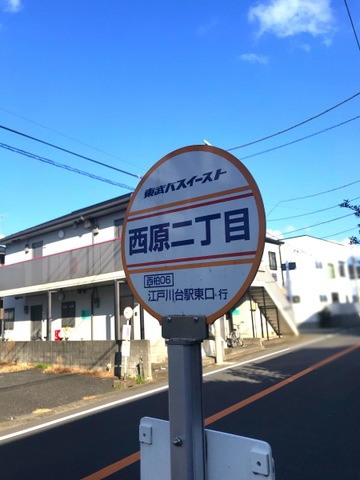 東武バスイースト
西原二丁目
西柏06
江戸川台駅東口行